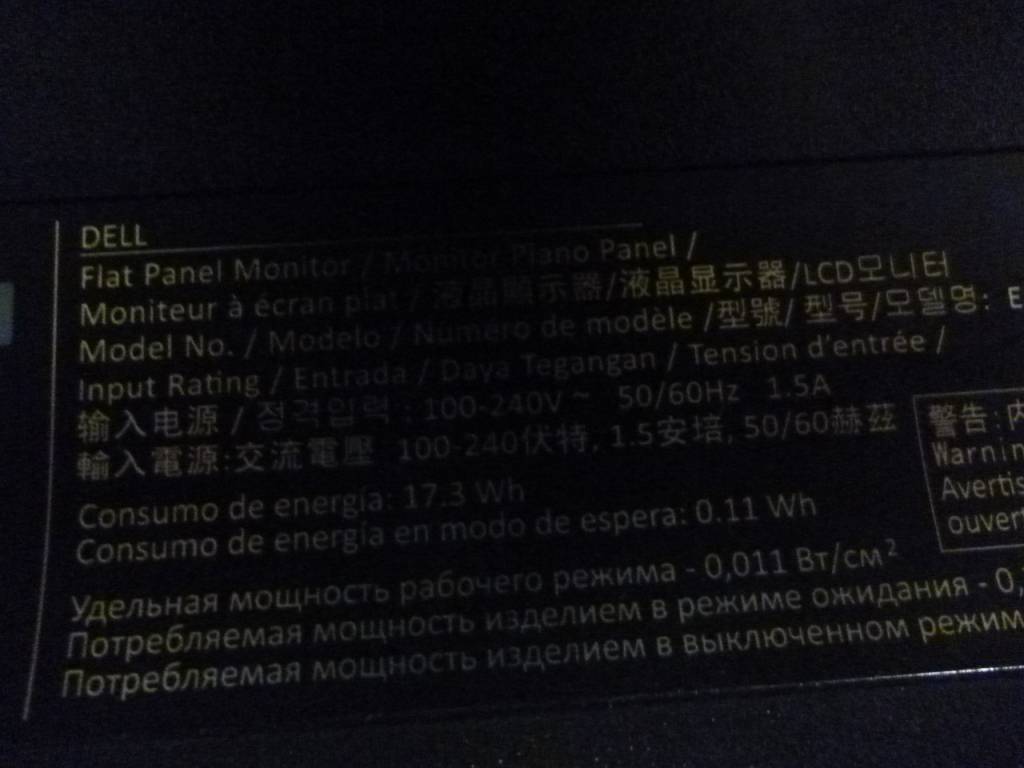 DELL
Flat Panel Monitor / Monitor Piano Panel /
Moniteur à écran plat / 液晶顯示器/液晶显示器/LCD모니터
Model No. / Modelo / Número de modèle /型號/ 型号/모델명: E
Input Rating / Entrada / Daya Tegangan / Tension d'entrée /
输入电源 / 정격입력 : 100-240V~ 50/60Hz 1.5A
輸入電源:交流電壓 100-240伏特, 1.5安培, 50/60赫茲
Consumo de energía: 17.3 Wh
Consumo de energía en modo de espera: 0.11 Wh
Удельная мощность рабочего режима - 0,011 Вт/см²
Потребляемая мощность изделием в режиме ожидания - 0,
Потребляемая мощность изделием в выключенном режим
警告: 内
Warnin
Avertis
ouvert